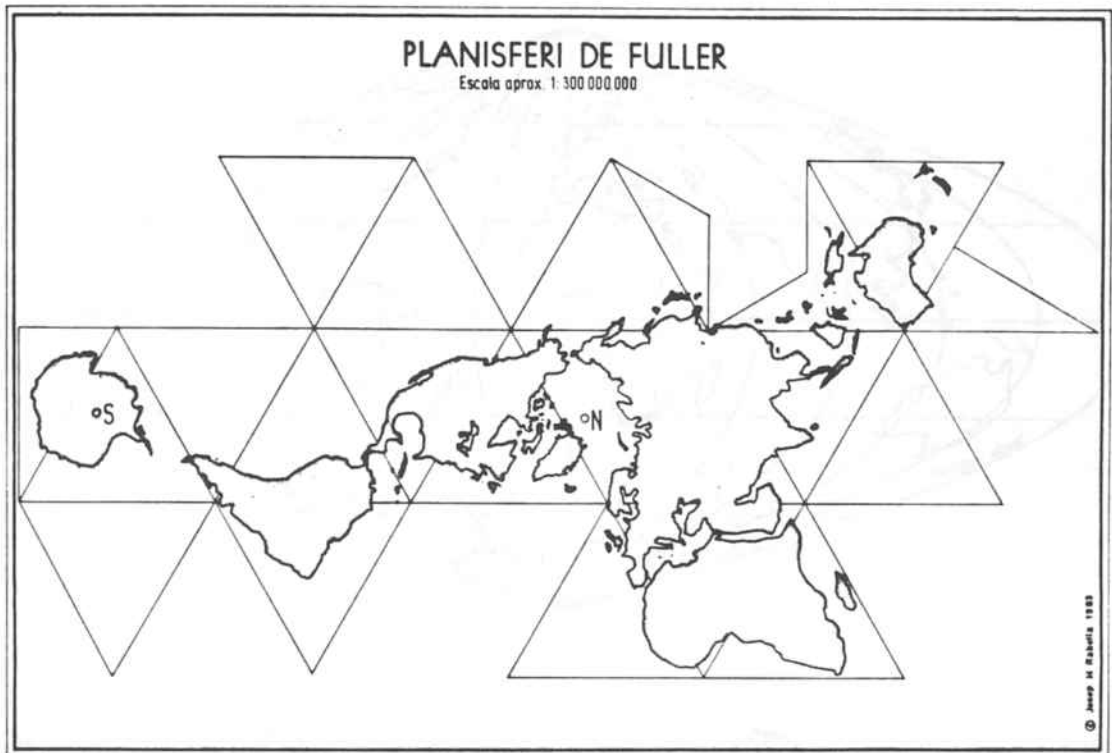 PLANISFERI DE FULLER
Escala aprox. 1: 300 000 000
S
N
© Josep M Rabella 1983